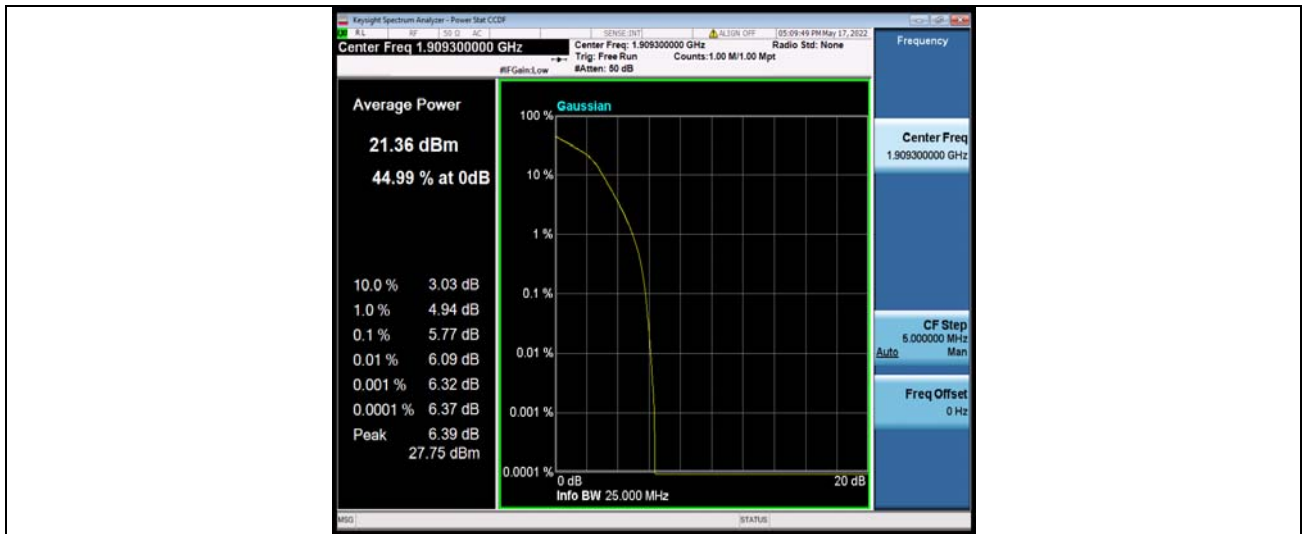 Keysight Spectrum Analyzer - Power Stat CCDF
RL RF 50 Ω AC SENSE:INT ALIGN OFF 05:09:49 PM May 17, 2022
Center Freq 1.909300000 GHz
Center Freq: 1.909300000 GHz Radio Std: None
Trig: Free Run Counts:1.00 M/1.00 Mpt
#IFGain:Low #Atten: 50 dB
Frequency
Average Power
21.36 dBm
44.99 % at 0dB
10.0 % 3.03 dB
1.0 % 4.94 dB
0.1 % 5.77 dB
0.01 % 6.09 dB
0.001 % 6.32 dB
0.0001 % 6.37 dB
Peak 6.39 dB
27.75 dBm
Gaussian
100 %
10 %
1 %
0.1 %
0.01 %
0.001 %
0.0001 %
0 dB 20 dB
Info BW 25.000 MHz
Center Freq
1.909300000 GHz
CF Step
5.000000 MHz
Auto Man
Freq Offset
0 Hz
MSG STATUS